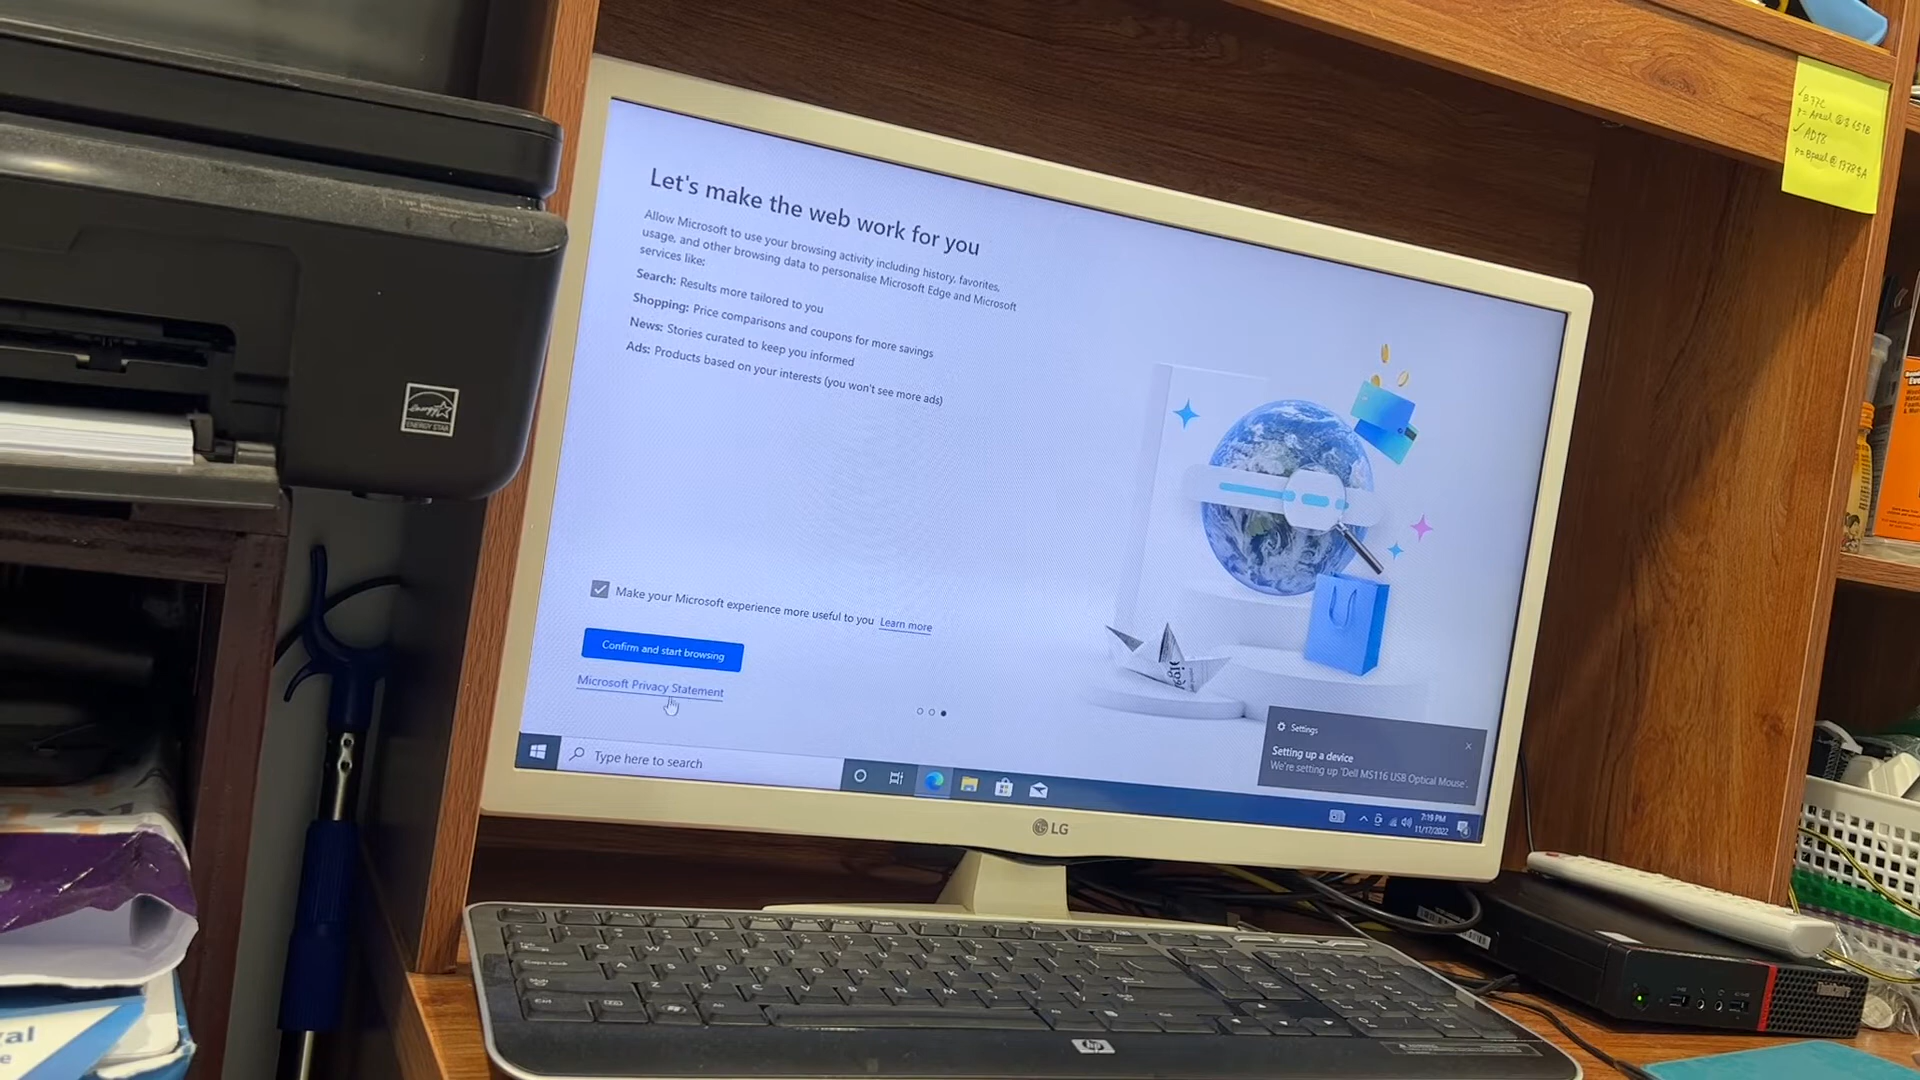 Let's make the web work for you
Allow Microsoft to use your browsing activity including history, favorites,
usage, and other browsing data to personalise Microsoft Edge and Microsoft
services like:
Search: Results more tailored to you
Shopping: Price comparisons and coupons for more savings
News: Stories curated to keep you informed
Ads: Products based on your interests (you won't see more ads)
Make your Microsoft experience more useful to you Learn more
Confirm and start browsing
Microsoft Privacy Statement
Settings
Setting up a device
We're setting up 'Dell MS116 USB Optical Mouse'.
Type here to search
7:19 PM
11/17/2022
LG
hp
energy
ENERGY STAR